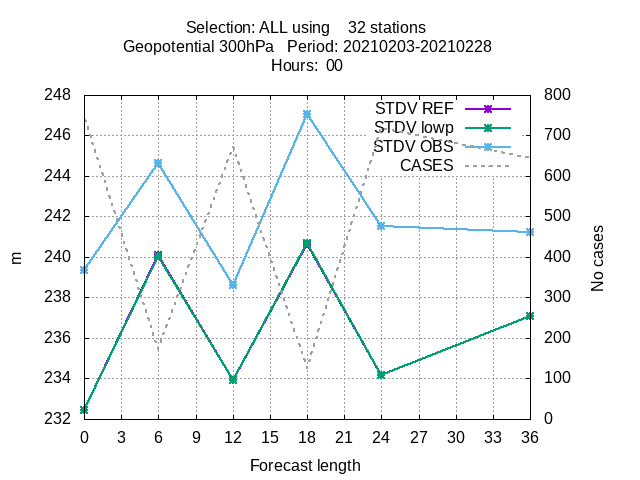 Selection: ALL using    32 stations
Geopotential 300hPa   Period: 20210203-20210228
Hours:  00
248 800
STDV REF
246 700
STDV lowp
STDV OBS
CASES
244 600
242 500
240 400
m
No cases
238 300
236 200
234 100
232 0
0 3 6 9 12 15 18 21 24 27 30 33 36
Forecast length